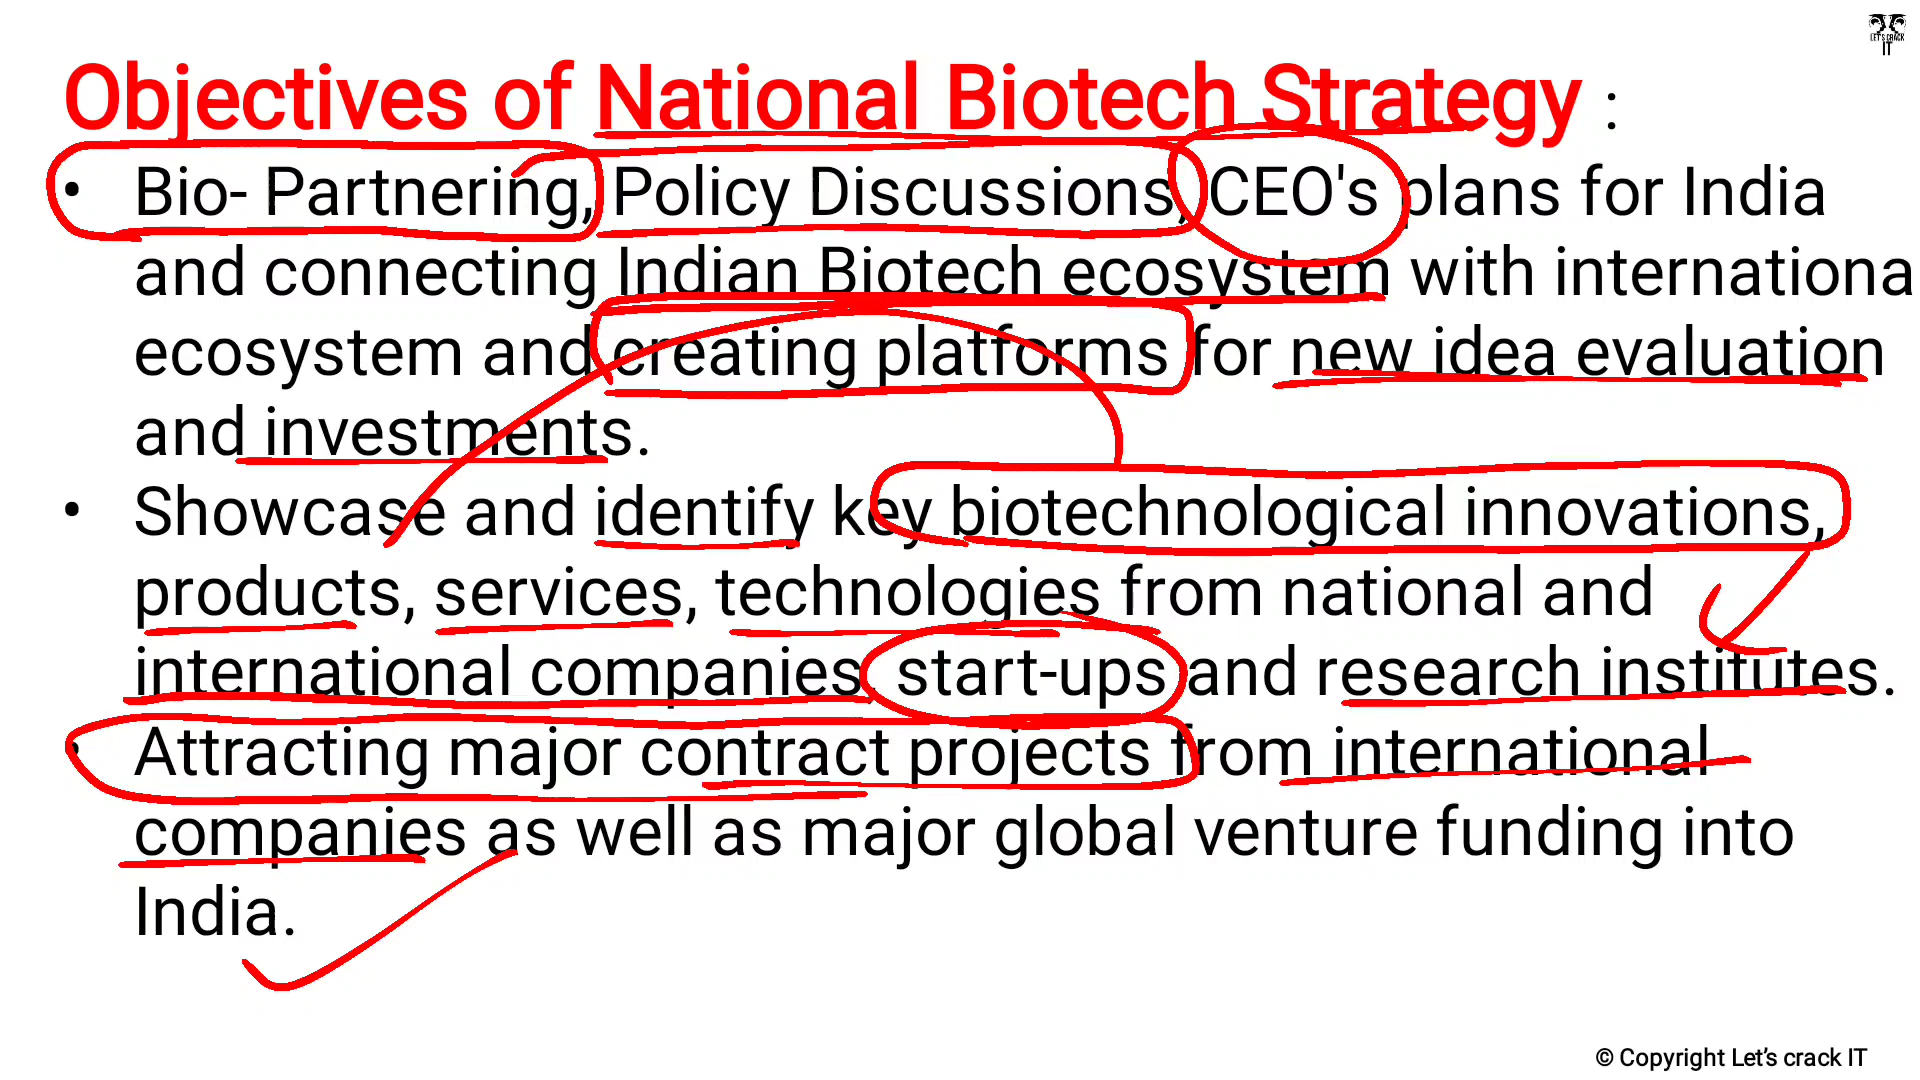 LET'S CRACK
IT
Objectives of National Biotech Strategy :
• Bio- Partnering, Policy Discussions, CEO's plans for India
and connecting Indian Biotech ecosystem with internationa
ecosystem and creating platforms for new idea evaluation
and investments.
• Showcase and identify key biotechnological innovations,
products, services, technologies from national and
international companies, start-ups and research institutes.
• Attracting major contract projects from international
companies as well as major global venture funding into
India.
© Copyright Let's crack IT